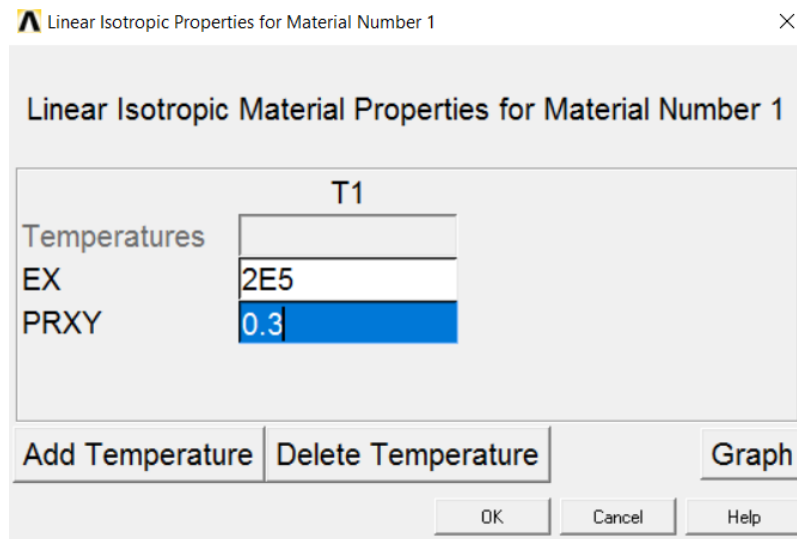 Linear Isotropic Properties for Material Number 1
Linear Isotropic Material Properties for Material Number 1
T1
Temperatures
EX 2E5
PRXY 0.3
Add Temperature Delete Temperature Graph
OK Cancel Help